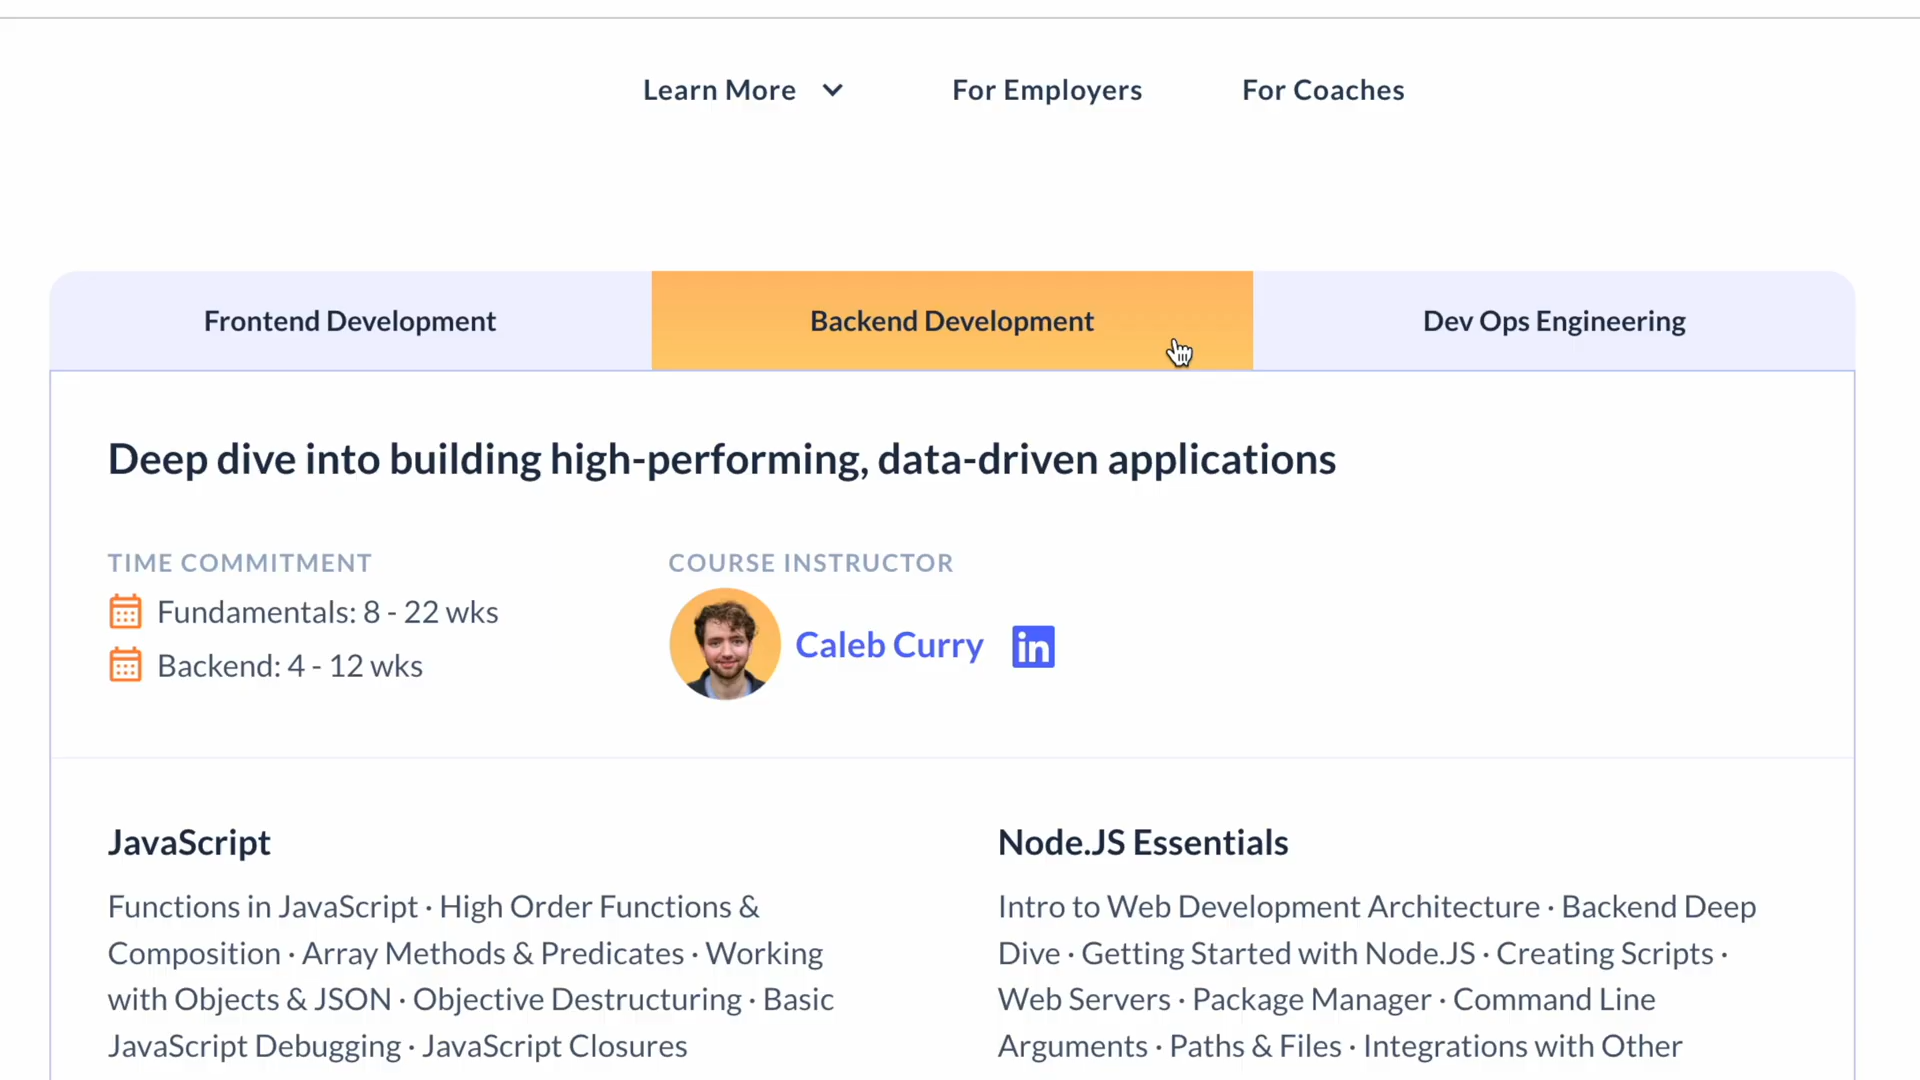 Learn More
For Employers
For Coaches
Frontend Development
Backend Development
Dev Ops Engineering
Deep dive into building high-performing, data-driven applications
TIME COMMITMENT
Fundamentals: 8 - 22 wks
Backend: 4 - 12 wks
COURSE INSTRUCTOR
Caleb Curry
in
JavaScript
Functions in JavaScript · High Order Functions &
Composition · Array Methods & Predicates · Working
with Objects & JSON · Objective Destructuring · Basic
JavaScript Debugging · JavaScript Closures
Node.JS Essentials
Intro to Web Development Architecture · Backend Deep
Dive · Getting Started with Node.JS · Creating Scripts ·
Web Servers · Package Manager · Command Line
Arguments · Paths & Files · Integrations with Other